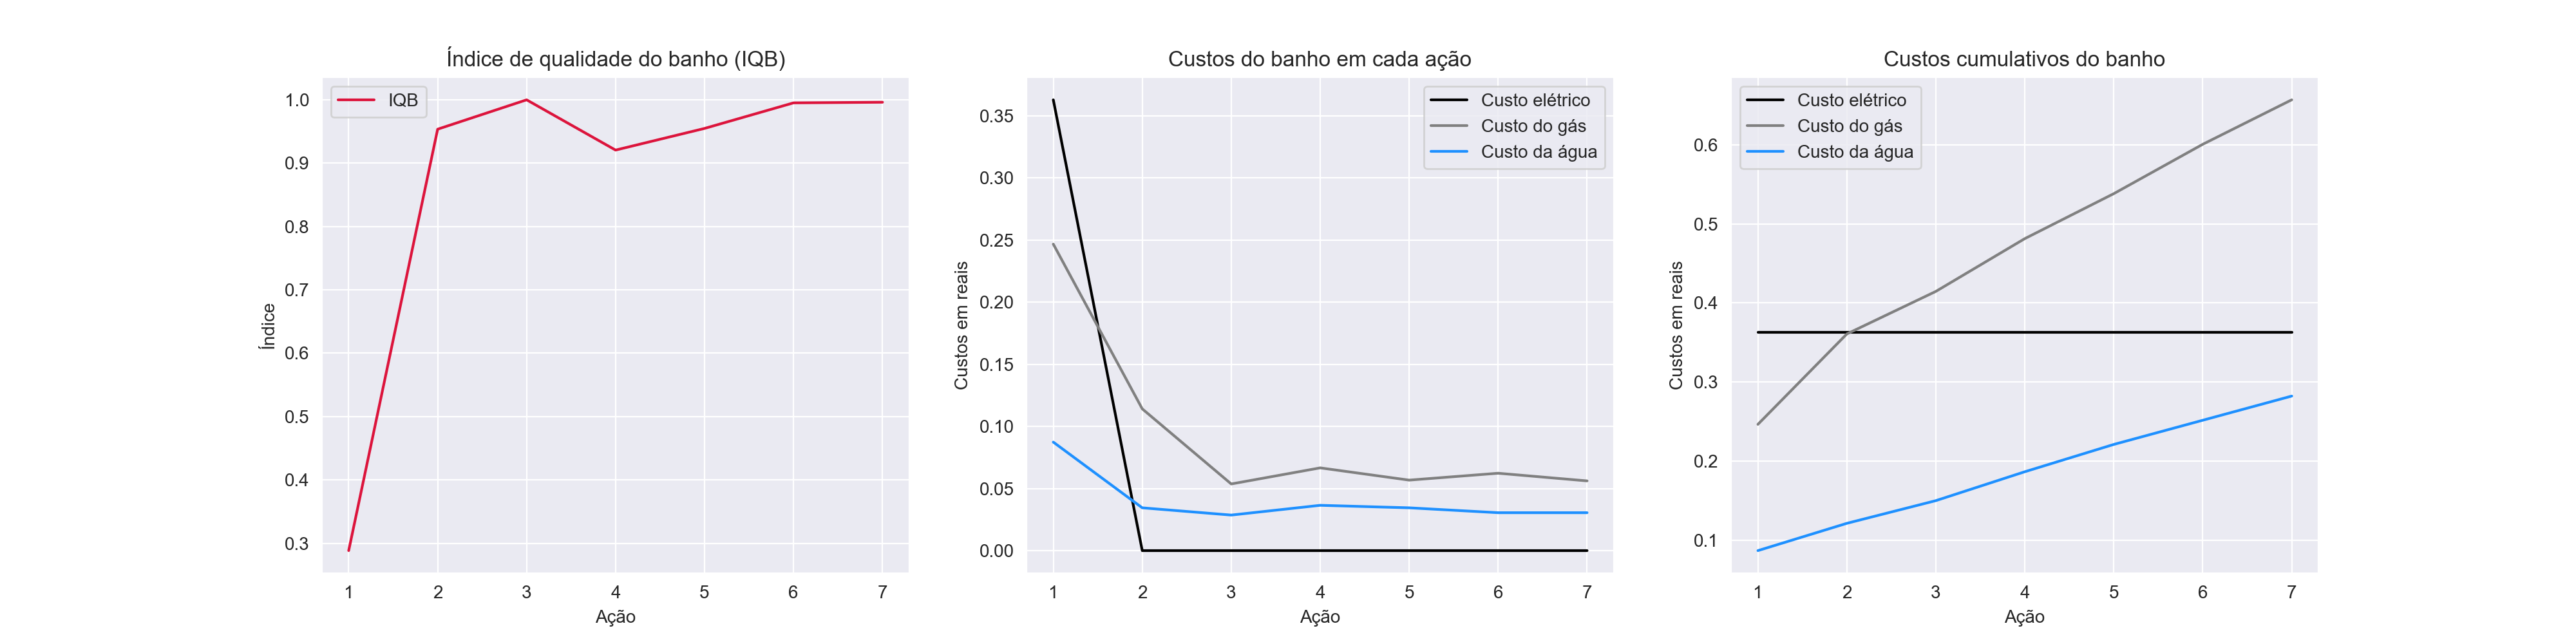 Índice de qualidade do banho (IQB)
IQB
1.0
0.9
0.8
0.7
0.6
0.5
0.4
0.3
Índice
1 2 3 4 5 6 7
Ação
Custos do banho em cada ação
Custo elétrico
Custo do gás
Custo da água
0.35
0.30
0.25
0.20
0.15
0.10
0.05
0.00
Custos em reais
1 2 3 4 5 6 7
Ação
Custos cumulativos do banho
Custo elétrico
Custo do gás
Custo da água
0.6
0.5
0.4
0.3
0.2
0.1
Custos em reais
1 2 3 4 5 6 7
Ação